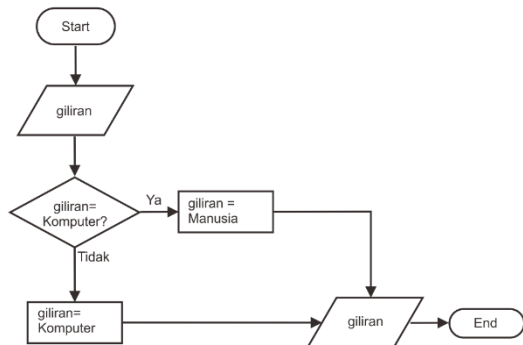 Start
giliran
giliran=
Komputer?
Ya
giliran =
Manusia
Tidak
giliran=
Komputer
giliran
End